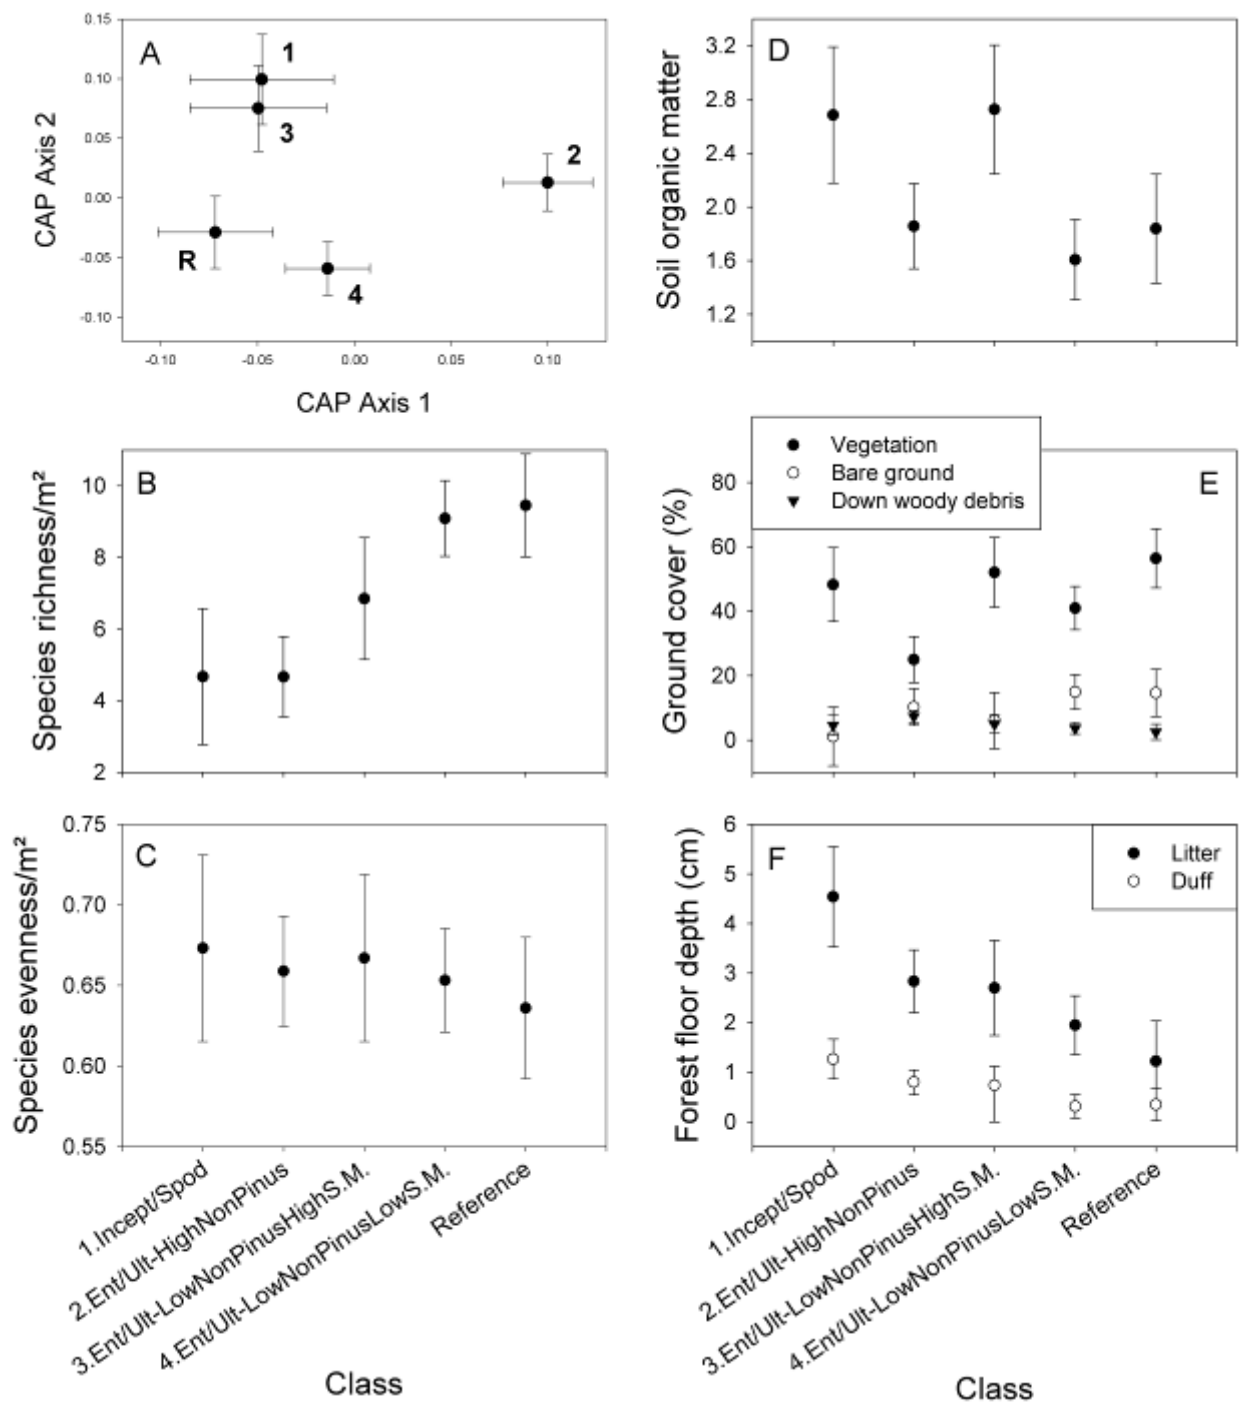 A
0.15
0.10
0.05
0.00
-0.05
-0.10
1
3
2
R
4
-0.10
-0.05
0.00
0.05
0.10
CAP Axis 2
CAP Axis 1
D
3.2
2.8
2.4
2.0
1.6
1.2
Soil organic matter
B
10
8
6
4
2
Species richness/m²
Vegetation
Bare ground
Down woody debris
E
80
60
40
20
0
Ground cover (%)
C
0.75
0.70
0.65
0.60
0.55
Species evenness/m²
1.Incept/Spod
2.Ent/Ult-HighNonPinus
3.Ent/Ult-LowNonPinusHighS.M.
4.Ent/Ult-LowNonPinusLowS.M.
Reference
Class
F
Litter
Duff
6
5
4
3
2
1
0
Forest floor depth (cm)
1.Incept/Spod
2.Ent/Ult-HighNonPinus
3.Ent/Ult-LowNonPinusHighS.M.
4.Ent/Ult-LowNonPinusLowS.M.
Reference
Class